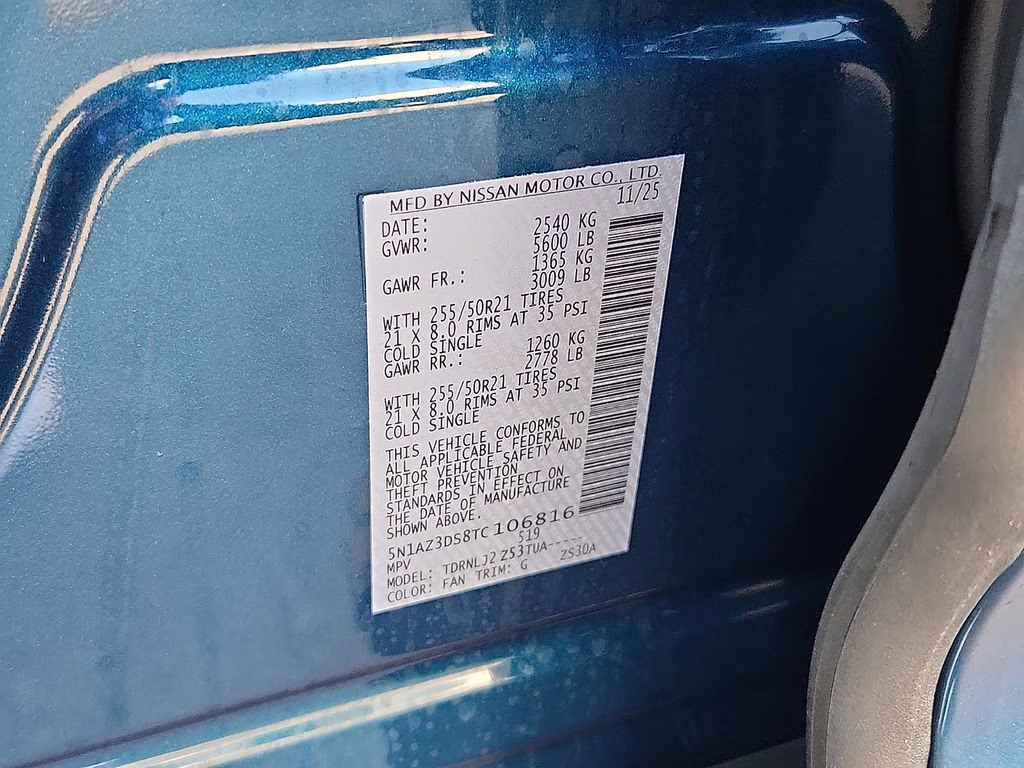 MFD BY NISSAN MOTOR CO., LTD.
DATE: 11/25
GVWR: 2540 KG
5600 LB
1365 KG
GAWR FR.: 3009 LB
WITH 255/50R21 TIRES
21 X 8.0 RIMS AT 35 PSI
COLD SINGLE
1260 KG
GAWR RR.: 2778 LB
WITH 255/50R21 TIRES
21 X 8.0 RIMS AT 35 PSI
COLD SINGLE
THIS VEHICLE CONFORMS TO
ALL APPLICABLE FEDERAL
MOTOR VEHICLE SAFETY AND
THEFT PREVENTION
STANDARDS IN EFFECT ON
THE DATE OF MANUFACTURE
SHOWN ABOVE.
5N1AZ3DS8TC106816
MPV 519
MODEL: TDRNLJ2 Z53TUA-----
COLOR: FAN TRIM: G ZS30A